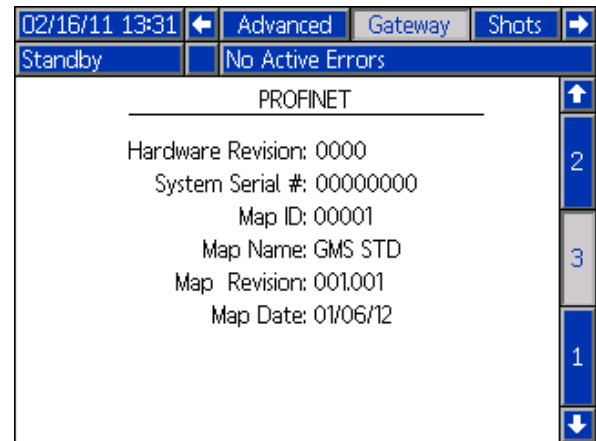 02/16/11 13:31 Advanced Gateway Shots
Standby No Active Errors
PROFINET
Hardware Revision: 0000
System Serial #: 00000000
Map ID: 00001
Map Name: GMS STD
Map Revision: 001.001
Map Date: 01/06/12
2
3
1